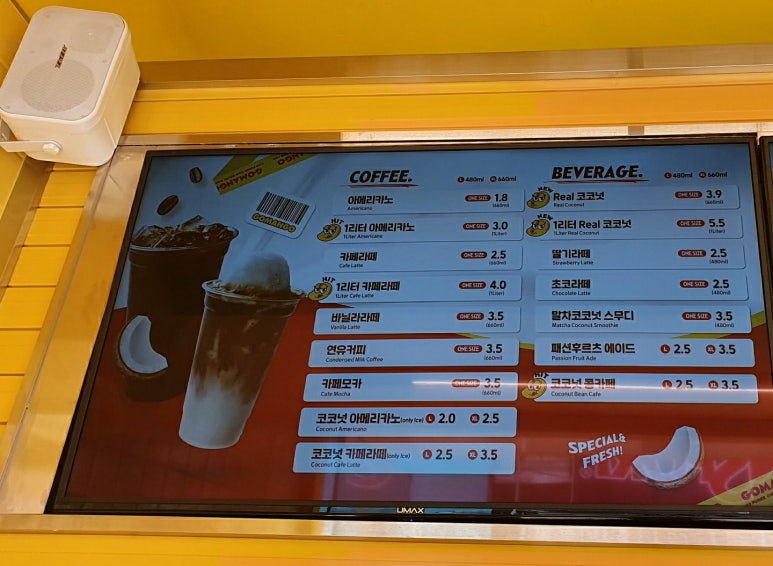 GOMANGO
GOMANGO
COFFEE.
L 480ml XL 660ml
아메리카노 ONE SIZE 1.8
Americano (660ml)
HIT
1리터 아메리카노 ONE SIZE 3.0
1Liter Americano (1Liter)
카페라떼 ONE SIZE 2.5
Cafe Latte (660ml)
HIT
1리터 카페라떼 ONE SIZE 4.0
1Liter Cafe Latte (1Liter)
바닐라라떼 ONE SIZE 3.5
Vanilla Latte (660ml)
연유커피 ONE SIZE 3.5
Condensed Milk Coffee (660ml)
카페모카 ONE SIZE 3.5
Cafe Mocha (660ml)
코코넛 아메리카노(only Ice) L 2.0 XL 2.5
Coconut Americano
코코넛 카페라떼(only Ice) L 2.5 XL 3.5
Coconut Cafe Latte
BEVERAGE.
L 480ml XL 660ml
NEW
Real 코코넛 ONE SIZE 3.9
Real Coconut (660ml)
NEW
1리터 Real 코코넛 ONE SIZE 5.5
1Liter Real Coconut (1Liter)
딸기라떼 ONE SIZE 2.5
Strawberry Latte (480ml)
초코라떼 ONE SIZE 2.5
Chocolate Latte (480ml)
말차코코넛 스무디 ONE SIZE 3.5
Matcha Coconut Smoothie (480ml)
패션후르츠 에이드 L 2.5 XL 3.5
Passion Fruit Ade
HIT
코코넛 콩카페 L 2.5 XL 3.5
Coconut Bean Cafe
SPECIAL&
FRESH!
UMAX